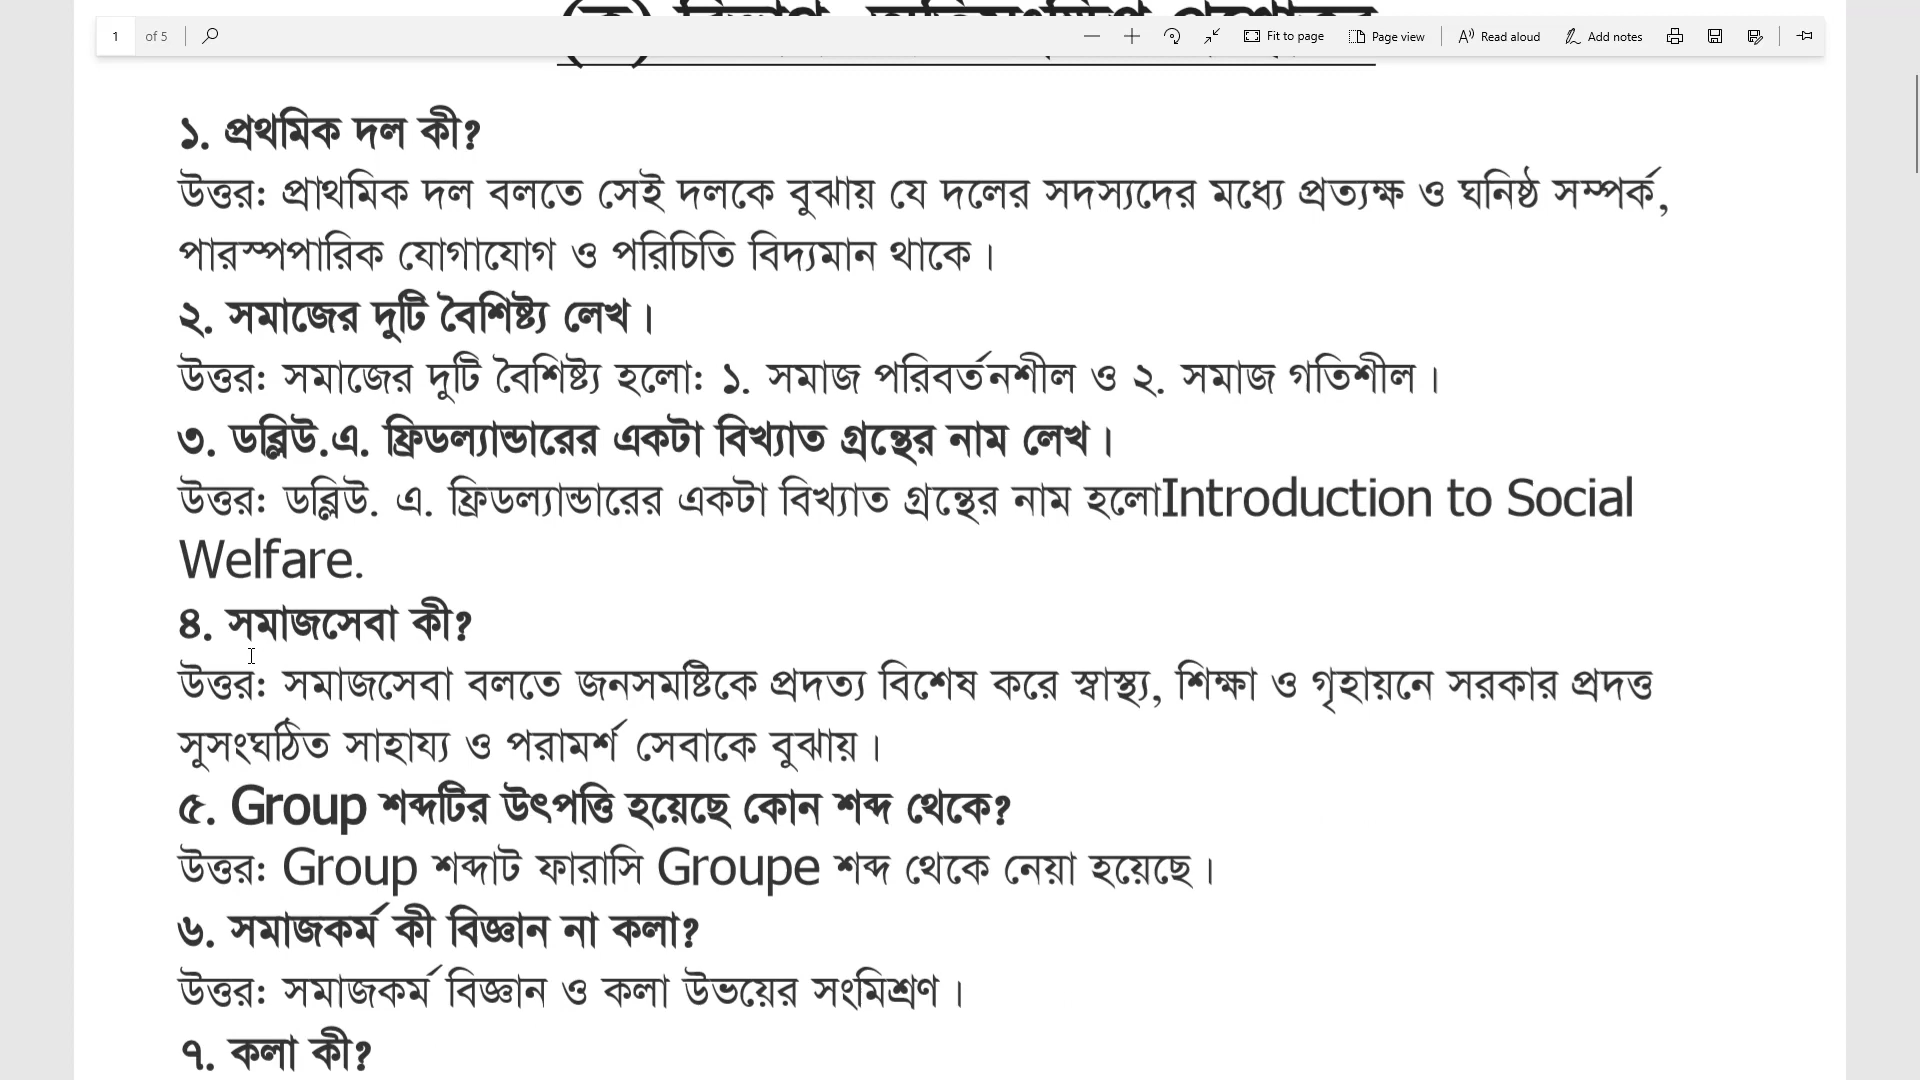 1 of 5 Fit to page Page view Read aloud Add notes
(ক) বিভাগ
১. প্রথমিক দল কী?
উত্তর: প্রাথমিক দল বলতে সেই দলকে বুঝায় যে দলের সদস্যদের মধ্যে প্রত্যক্ষ ও ঘনিষ্ঠ সম্পর্ক,
পারস্পপারিক যোগাযোগ ও পরিচিতি বিদ্যমান থাকে।
২. সমাজের দুটি বৈশিষ্ট্য লেখ।
উত্তর: সমাজের দুটি বৈশিষ্ট্য হলো: ১. সমাজ পরিবর্তনশীল ও ২. সমাজ গতিশীল।
৩. ডব্লিউ.এ. ফ্রিডল্যান্ডারের একটা বিখ্যাত গ্রন্থের নাম লেখ।
উত্তর: ডব্লিউ. এ. ফ্রিডল্যান্ডারের একটা বিখ্যাত গ্রন্থের নাম হলোIntroduction to Social
Welfare.
৪. সমাজসেবা কী?
উত্তর: সমাজসেবা বলতে জনসমষ্টিকে প্রদত্য বিশেষ করে স্বাস্থ্য, শিক্ষা ও গৃহায়নে সরকার প্রদত্ত
সুসংঘঠিত সাহায্য ও পরামর্শ সেবাকে বুঝায়।
৫. Group শব্দটির উৎপত্তি হয়েছে কোন শব্দ থেকে?
উত্তর: Group শব্দাট ফারাসি Groupe শব্দ থেকে নেয়া হয়েছে।
৬. সমাজকর্ম কী বিজ্ঞান না কলা?
উত্তর: সমাজকর্ম বিজ্ঞান ও কলা উভয়ের সংমিশ্রণ।
৭. কলা কী?